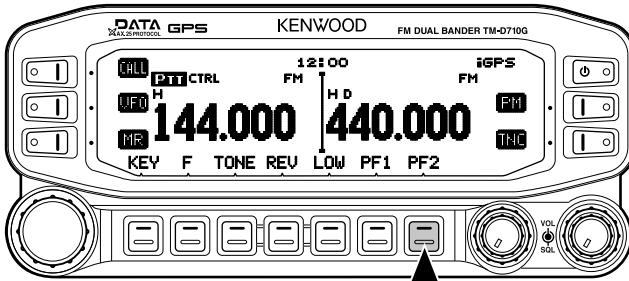 DATA GPS KENWOOD FM DUAL BANDER TM-D710G
AX.25 PROTOCOL
CALL 12:00 iGPS
PTT CTRL FM FM
VFO H H D PM
144.000 440.000
MR TNC
KEY F TONE REV LOW PF1 PF2
VOL
SQL